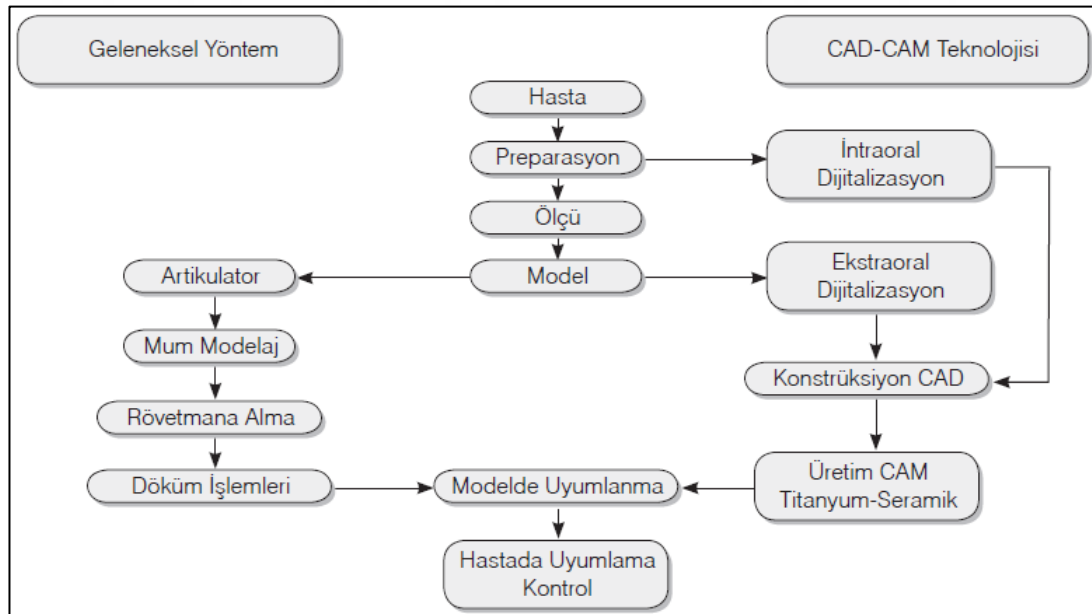 Geleneksel Yöntem
CAD-CAM Teknolojisi
Hasta
Preparasyon
İntraoral
Dijitalizasyon
Ölçü
Artikulator
Model
Ekstraoral
Dijitalizasyon
Mum Modelaj
Konstrüksiyon CAD
Rövetmana Alma
Döküm İşlemleri
Modelde Uyumlanma
Üretim CAM
Titanyum-Seramik
Hastada Uyumlama
Kontrol